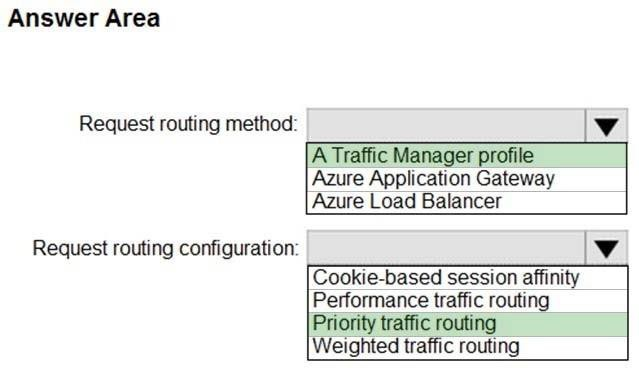 Answer Area
Request routing method:
A Traffic Manager profile
Azure Application Gateway
Azure Load Balancer
Request routing configuration:
Cookie-based session affinity
Performance traffic routing
Priority traffic routing
Weighted traffic routing